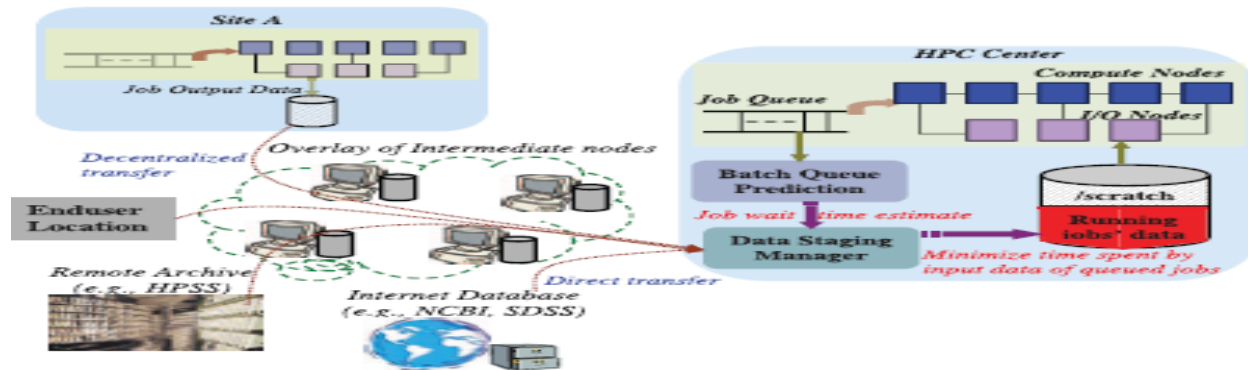 Site A
Job Output Data
Decentralized
transfer
Overlay of Intermediate nodes
Enduser
Location
Remote Archive
(e.g., HPSS)
Internet Database
(e.g., NCBI, SDSS)
Direct transfer
HPC Center
Compute Nodes
Job Queue
I/O Nodes
Batch Queue
Prediction
Job wait time estimate
Data Staging
Manager
/scratch
Running
jobs' data
Minimize time spent by
input data of queued jobs